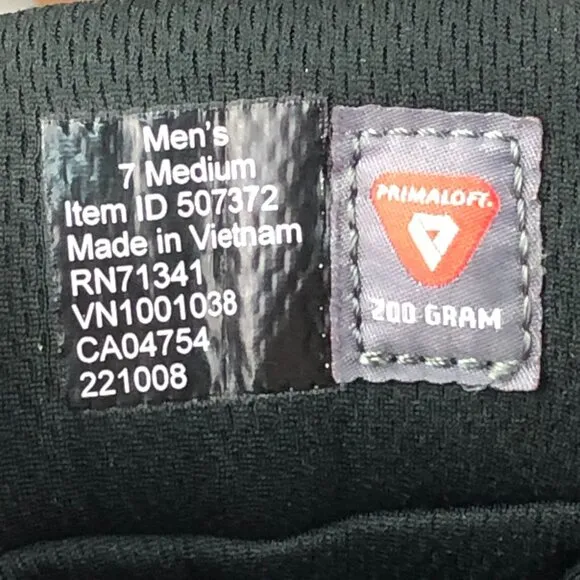 Men's
7 Medium
Item ID 507372
Made in Vietnam
RN71341
VN1001038
CA04754
221008
PRIMALOFT.
200 GRAM